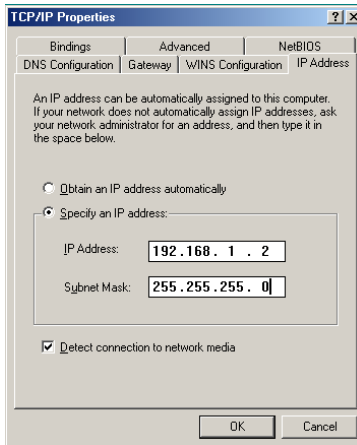 TCP/IP Properties
Bindings Advanced NetBIOS
DNS Configuration Gateway WINS Configuration IP Address
An IP address can be automatically assigned to this computer.
If your network does not automatically assign IP addresses, ask
your network administrator for an address, and then type it in
the space below.
Obtain an IP address automatically
Specify an IP address:
IP Address: 192.168. 1 . 2
Subnet Mask: 255.255.255. 0
Detect connection to network media
OK Cancel